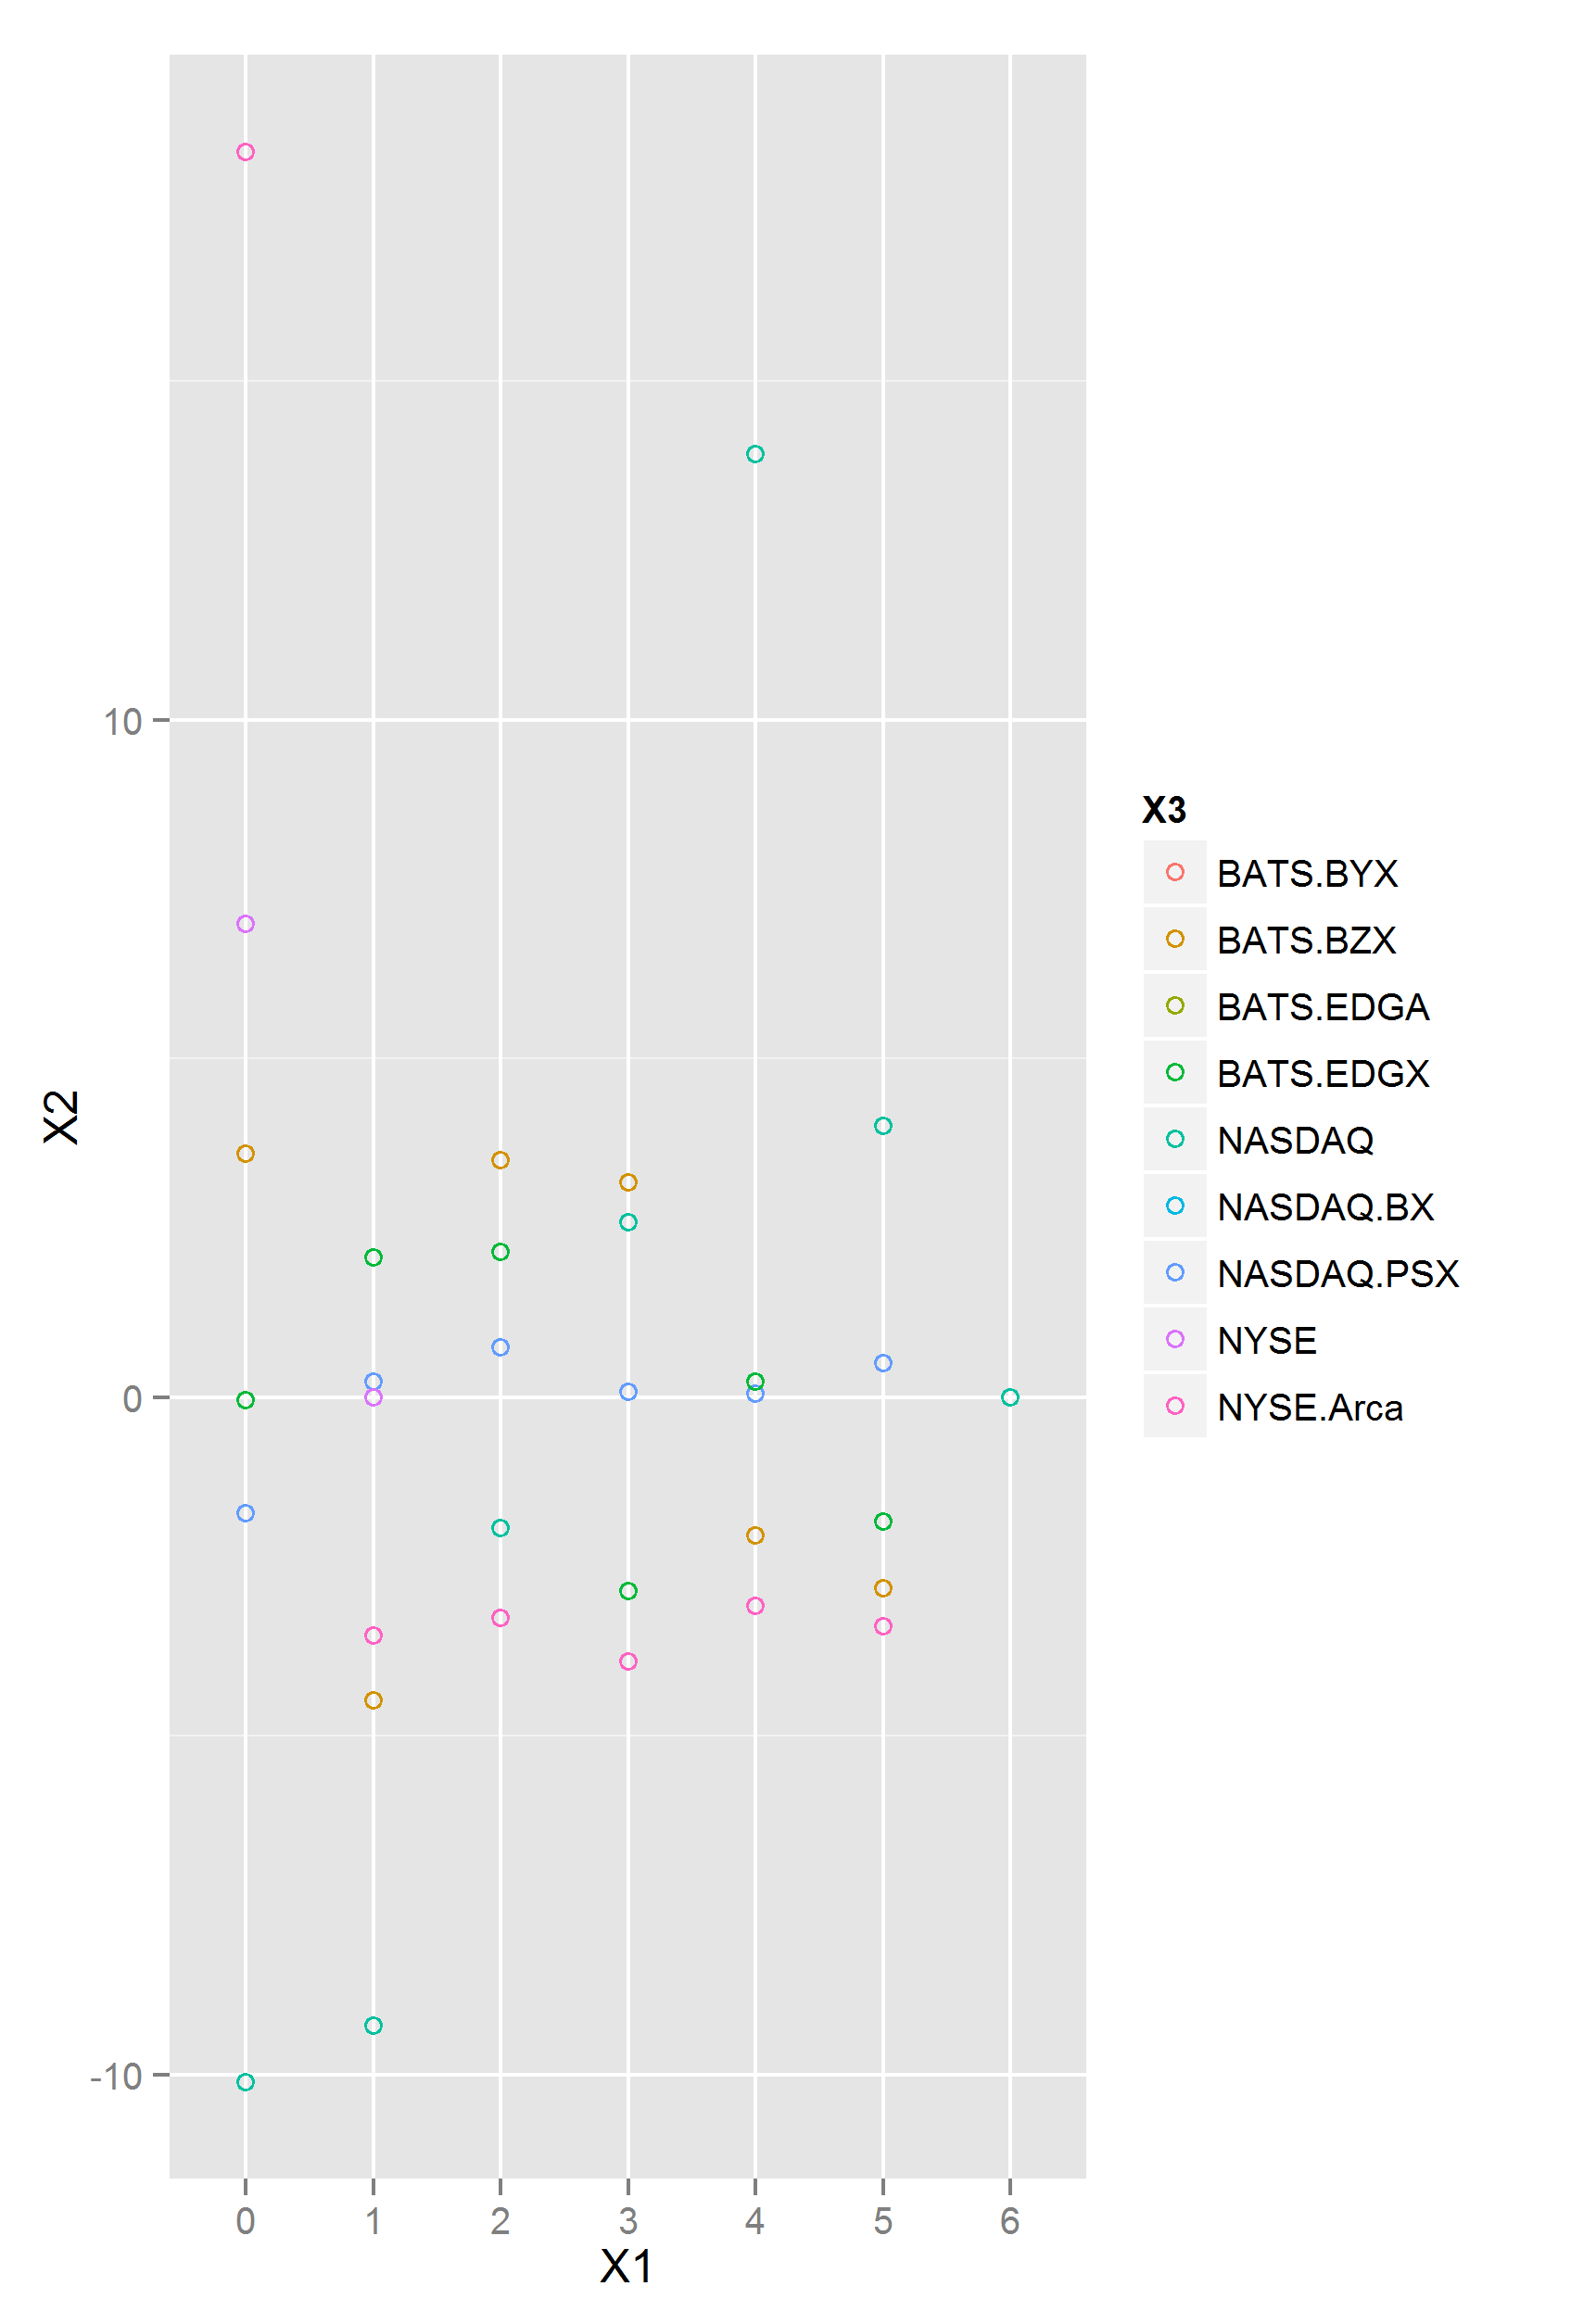 X2
10
0
-10
0 1 2 3 4 5 6
X1
X3
BATS.BYX
BATS.BZX
BATS.EDGA
BATS.EDGX
NASDAQ
NASDAQ.BX
NASDAQ.PSX
NYSE
NYSE.Arca